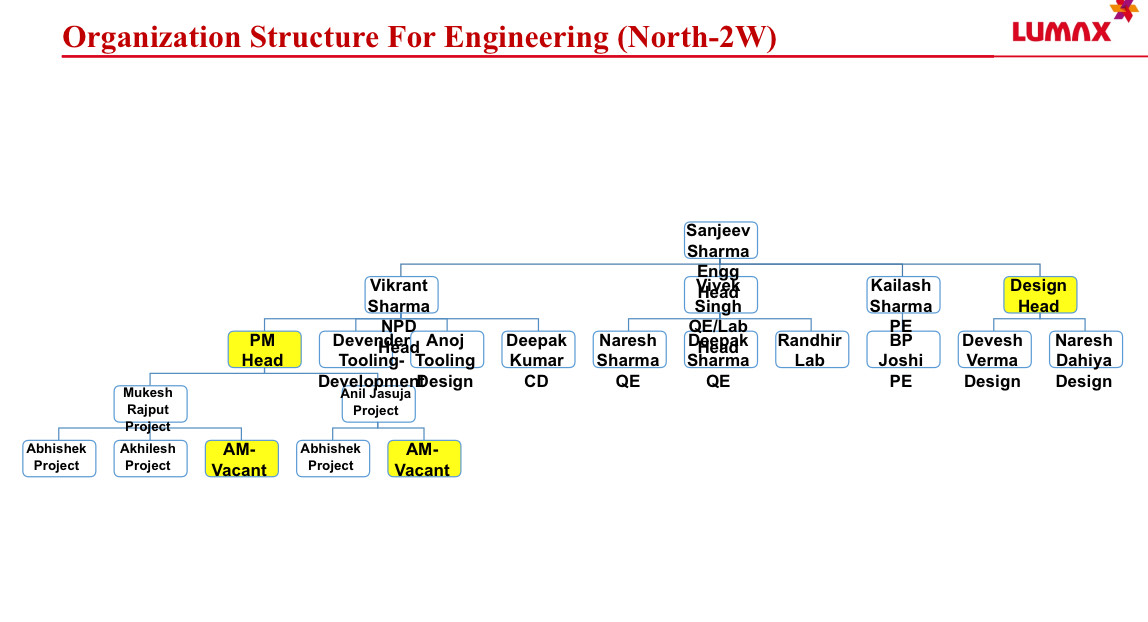 Organization Structure For Engineering (North-2W)
LUMAX
Sanjeev
Sharma
Engg
Head
Vikrant
Sharma
NPD
Head
Vivek
Singh
QE/Lab
Head
Kailash
Sharma
PE
Design
Head
PM
Head
Devender
Tooling-
Development
Anoj
Tooling
Design
Deepak
Kumar
CD
Naresh
Sharma
QE
Deepak
Sharma
QE
Randhir
Lab
BP
Joshi
PE
Devesh
Verma
Design
Naresh
Dahiya
Design
Mukesh
Rajput
Project
Anil Jasuja
Project
Abhishek
Project
Akhilesh
Project
AM-
Vacant
Abhishek
Project
AM-
Vacant